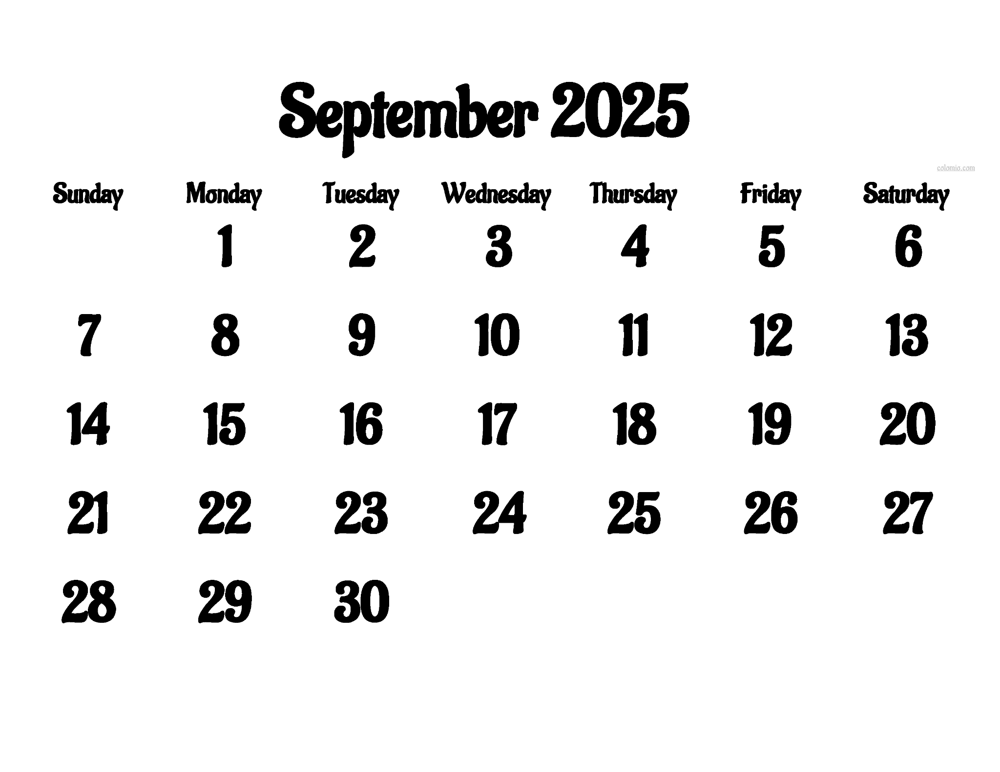 September 2025
colomio.com
Sunday Monday Tuesday Wednesday Thursday Friday Saturday
1 2 3 4 5 6
7 8 9 10 11 12 13
14 15 16 17 18 19 20
21 22 23 24 25 26 27
28 29 30